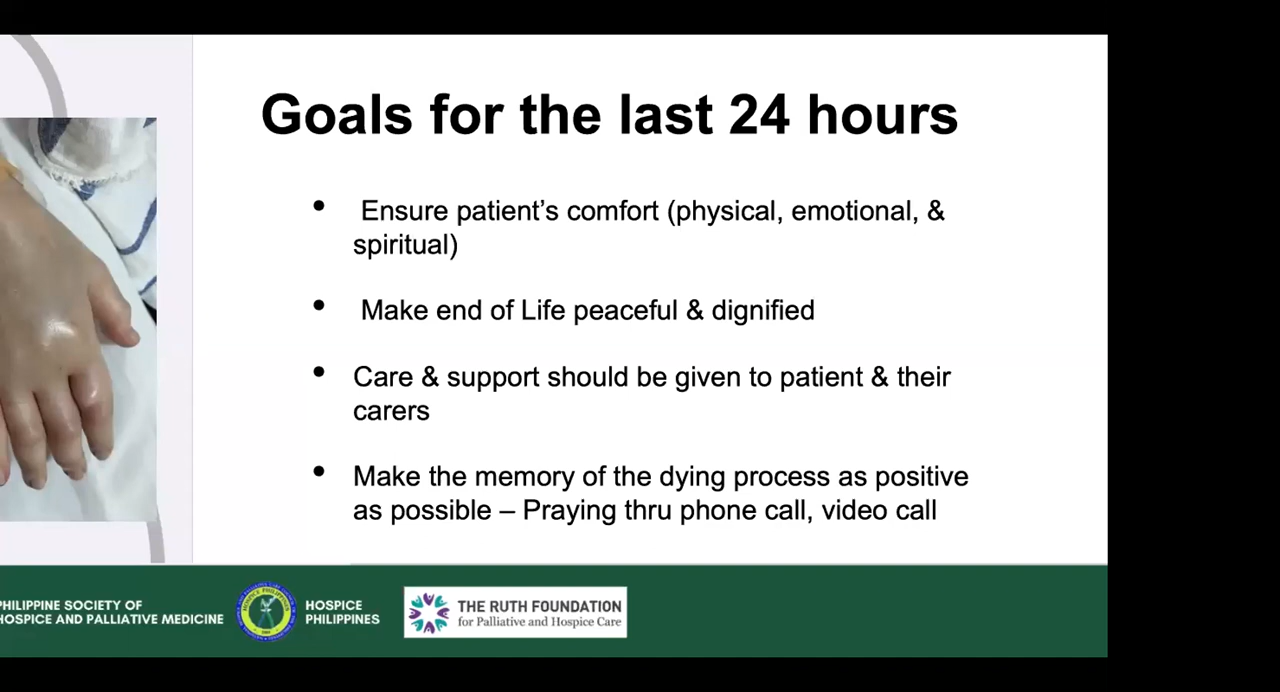 Goals for the last 24 hours
• Ensure patient's comfort (physical, emotional, &
spiritual)
• Make end of Life peaceful & dignified
• Care & support should be given to patient & their
carers
• Make the memory of the dying process as positive
as possible – Praying thru phone call, video call
PHILIPPINE SOCIETY OF
HOSPICE AND PALLIATIVE MEDICINE
HOSPICE
PHILIPPINES
THE RUTH FOUNDATION
for Palliative and Hospice Care